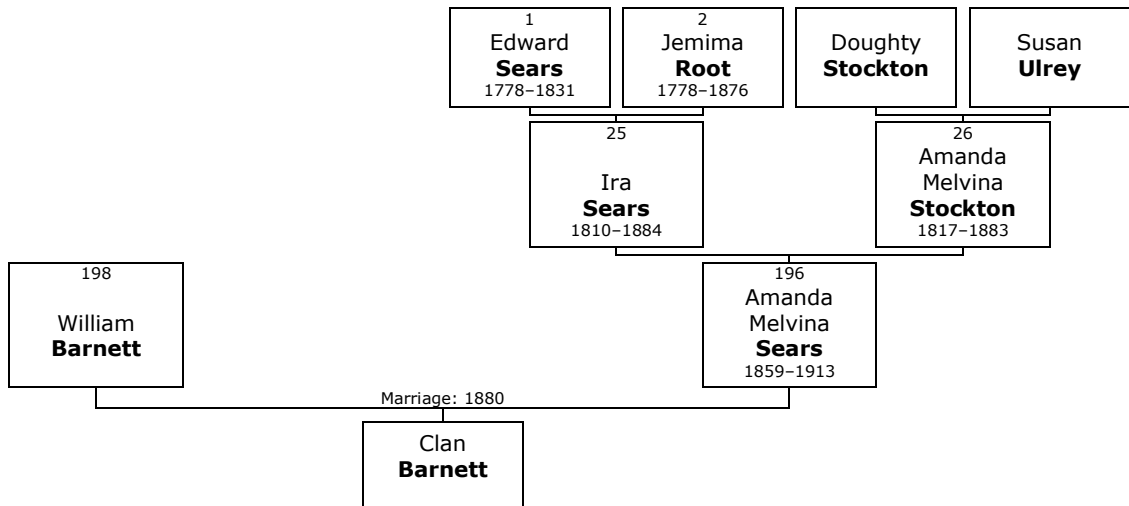 1
Edward
Sears
1778–1831
2
Jemima
Root
1778–1876
Doughty
Stockton
Susan
Ulrey
25
Ira
Sears
1810–1884
26
Amanda
Melvina
Stockton
1817–1883
198
William
Barnett
196
Amanda
Melvina
Sears
1859–1913
Marriage: 1880
Clan
Barnett